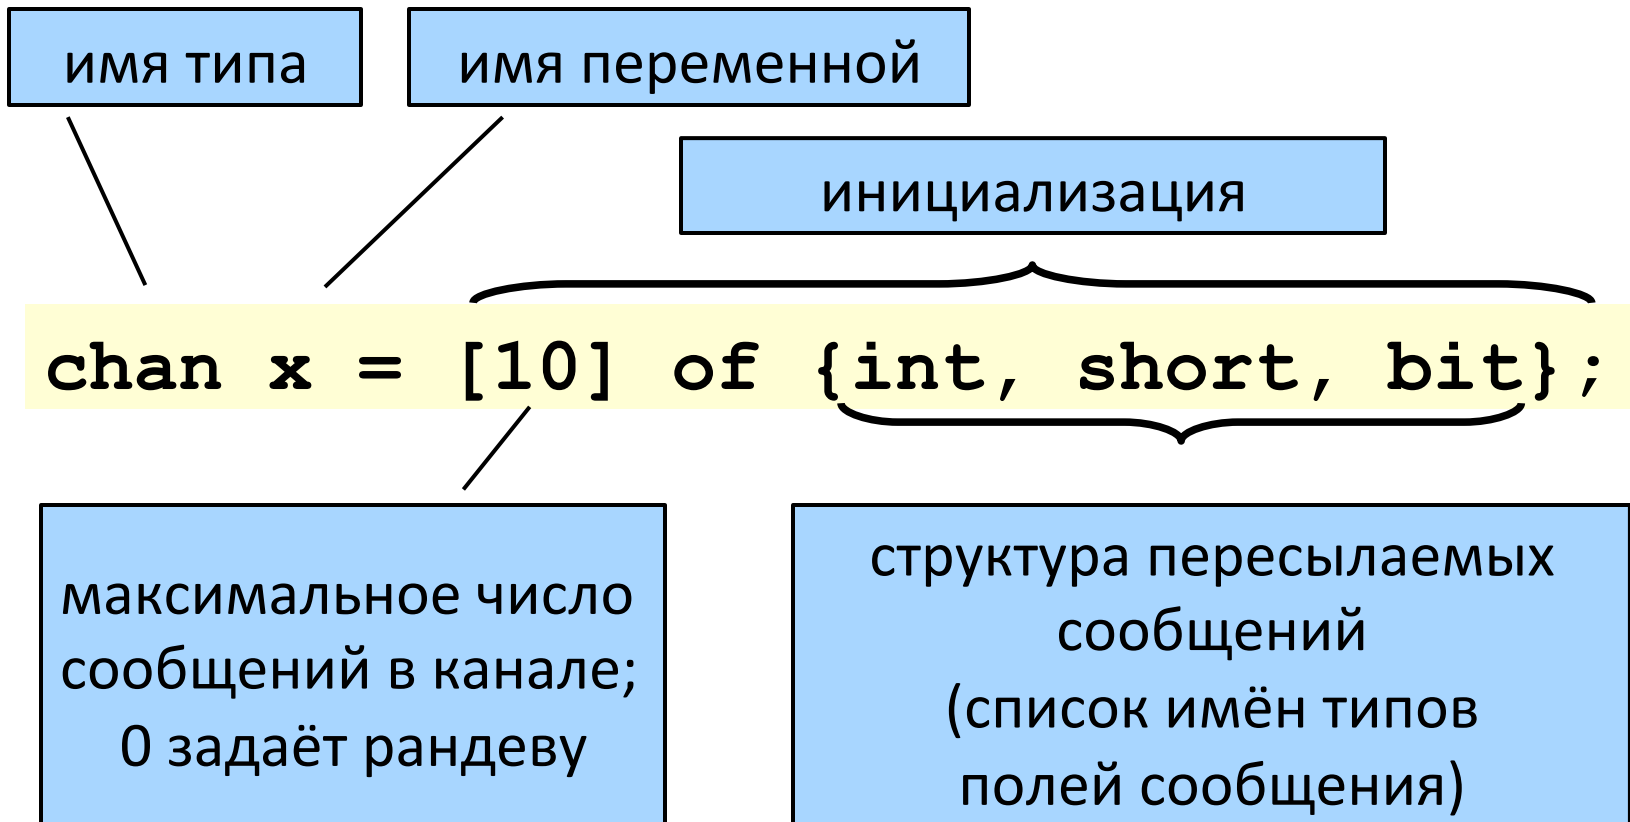 имя типа
имя переменной
инициализация
chan x = [10] of {int, short, bit};
максимальное число
сообщений в канале;
0 задаёт рандеву
структура пересылаемых
сообщений
(список имён типов
полей сообщения)